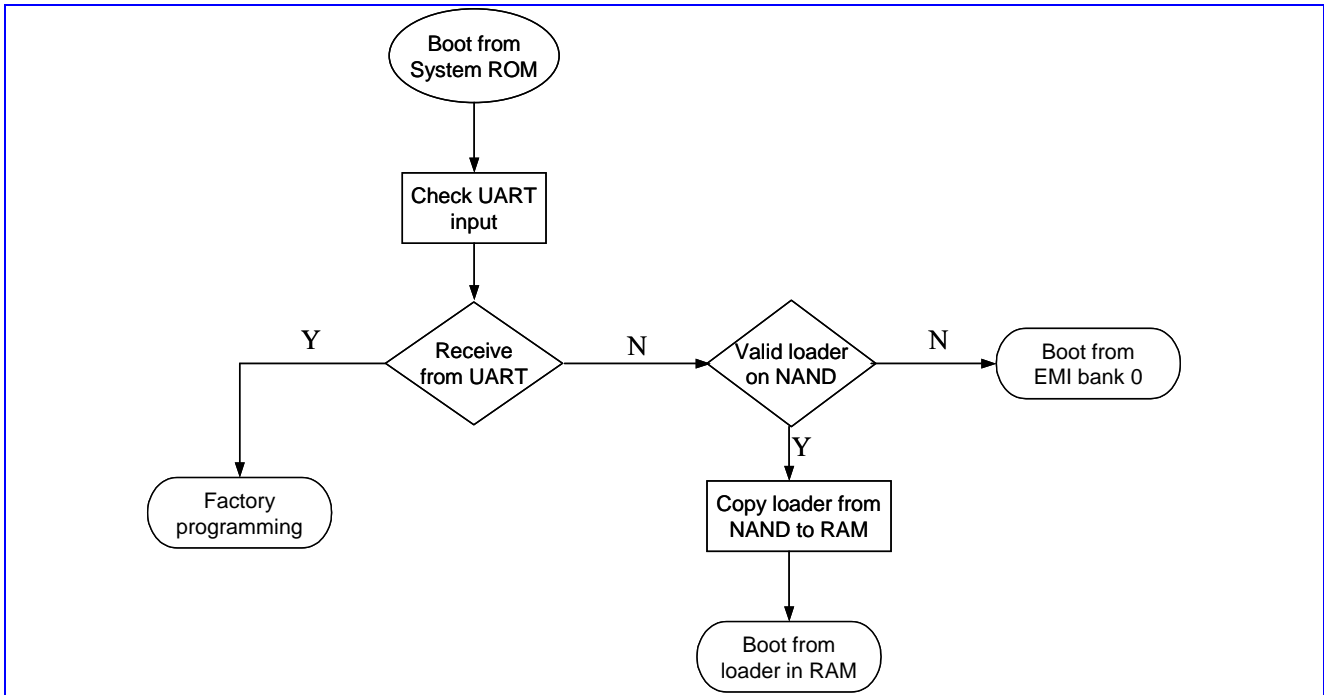 Boot from
System ROM
Check UART
input
Y
Receive
from UART
N
Valid loader
on NAND
N
Boot from
EMI bank 0
Y
Factory
programming
Copy loader from
NAND to RAM
Boot from
loader in RAM